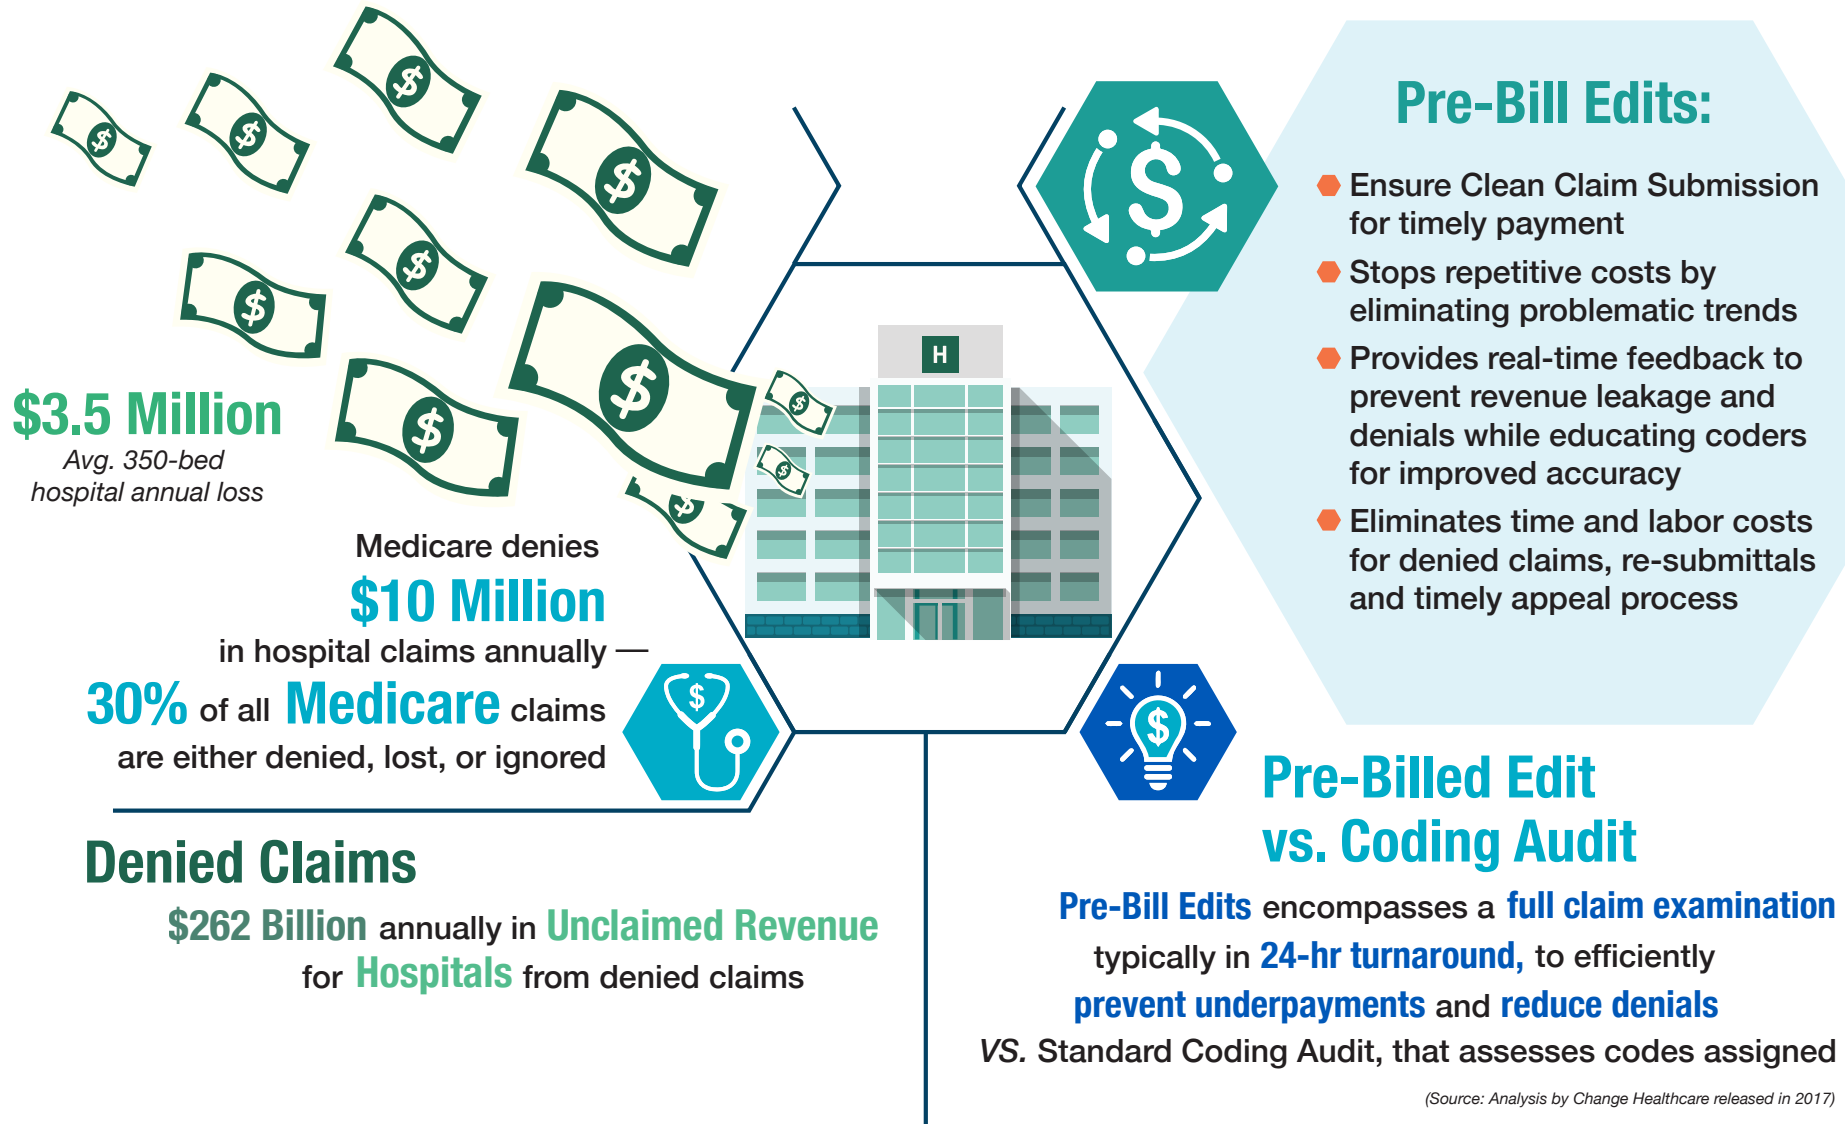 $3.5 Million
Avg. 350-bed
hospital annual loss
Medicare denies
$10 Million
in hospital claims annually —
30% of all Medicare claims
are either denied, lost, or ignored
Denied Claims
$262 Billion annually in Unclaimed Revenue
for Hospitals from denied claims
H
Pre-Bill Edits:
Ensure Clean Claim Submission
for timely payment
Stops repetitive costs by
eliminating problematic trends
Provides real-time feedback to
prevent revenue leakage and
denials while educating coders
for improved accuracy
Eliminates time and labor costs
for denied claims, re-submittals
and timely appeal process
Pre-Billed Edit
vs. Coding Audit
Pre-Bill Edits encompasses a full claim examination
typically in 24-hr turnaround, to efficiently
prevent underpayments and reduce denials
VS. Standard Coding Audit, that assesses codes assigned
(Source: Analysis by Change Healthcare released in 2017)